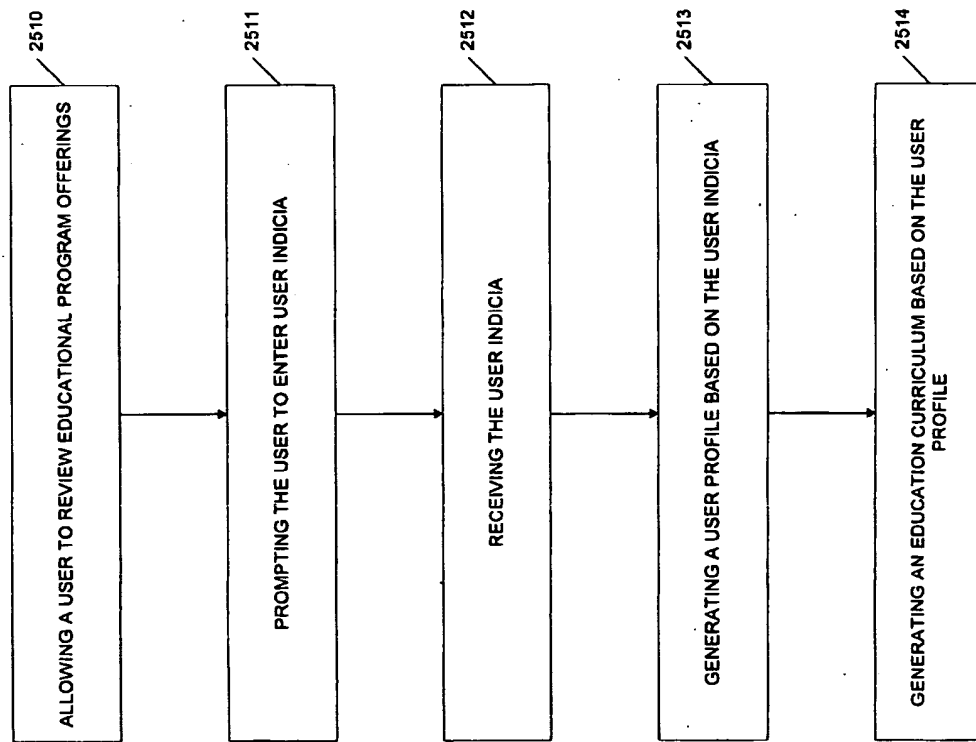 2510
ALLOWING A USER TO REVIEW EDUCATIONAL PROGRAM OFFERINGS
2511
PROMPTING THE USER TO ENTER USER INDICIA
2512
RECEIVING THE USER INDICIA
2513
GENERATING A USER PROFILE BASED ON THE USER INDICIA
2514
GENERATING AN EDUCATION CURRICULUM BASED ON THE USER
PROFILE